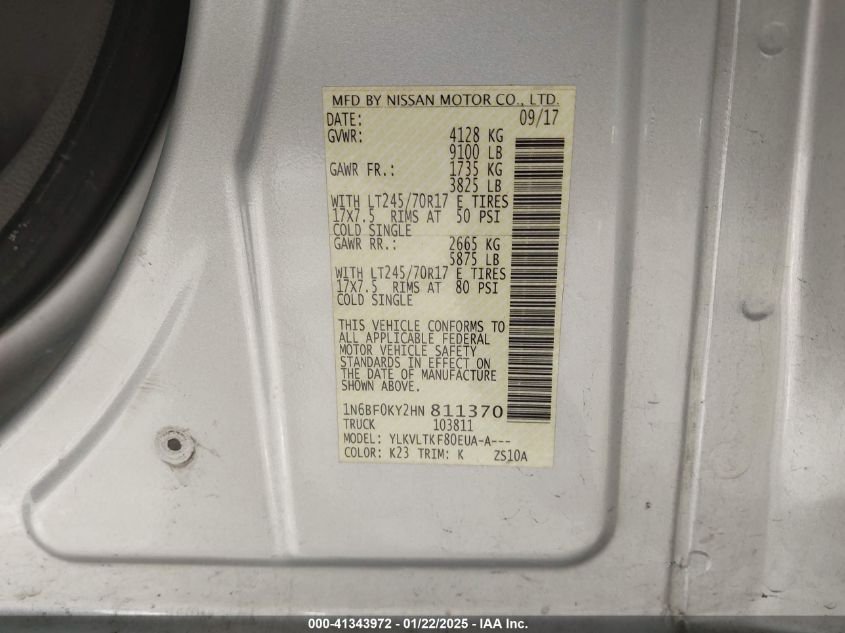 MFD BY NISSAN MOTOR CO., LTD.
DATE: 09/17
GVWR: 4128 KG
9100 LB
GAWR FR.: 1735 KG
3825 LB
WITH LT245/70R17 E TIRES
17X7.5 RIMS AT 50 PSI
COLD SINGLE
GAWR RR.: 2665 KG
5875 LB
WITH LT245/70R17 E TIRES
17X7.5 RIMS AT 80 PSI
COLD SINGLE
THIS VEHICLE CONFORMS TO
ALL APPLICABLE FEDERAL
MOTOR VEHICLE SAFETY
STANDARDS IN EFFECT ON
THE DATE OF MANUFACTURE
SHOWN ABOVE.
1N6BF0KY2HN 811370
TRUCK 103811
MODEL: YLKVLTKF80EUA-A---
COLOR: K23 TRIM: K ZS10A
000-41343972 - 01/22/2025 - IAA Inc.